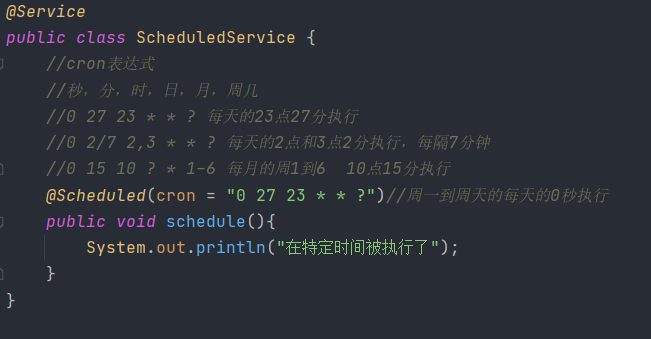 @Service
public class ScheduledService {
//cron表达式
//秒，分，时，日，月，周几
//0 27 23 * * ? 每天的23点27分执行
//0 2/7 2,3 * * ? 每天的2点和3点2分执行，每隔7分钟
//0 15 10 ? * 1-6 每月的周1到6  10点15分执行
@Scheduled(cron = "0 27 23 * * ?")//周一到周天的每天的0秒执行
public void schedule(){
System.out.println("在特定时间被执行了");
}
}